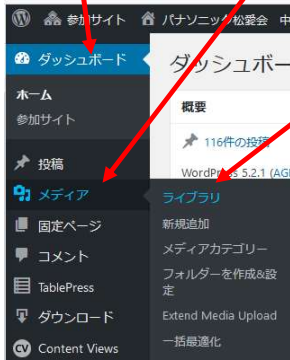 参加サイト パナソニック松愛会 中
ダッシュボード ダッシュボー
ホーム
参加サイト
概要
116件の投稿
WordPress 5.2.1 (AG
投稿
メディア
ライブラリ
新規追加
メディアカテゴリー
フォルダーを作成&設
定
Extend Media Upload
一括最適化
固定ページ
コメント
TablePress
ダウンロード
CV Content Views